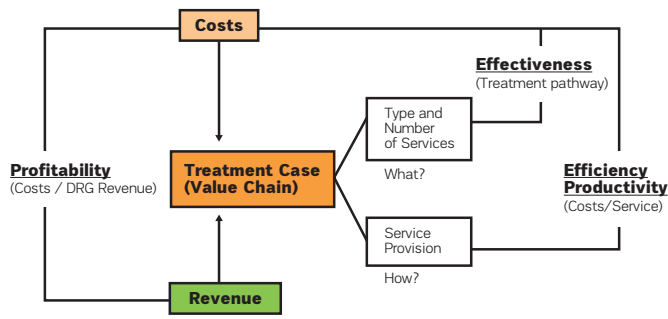 Costs
Effectiveness
(Treatment pathway)
Type and
Number
of Services
What?
Profitability
(Costs / DRG Revenue)
Treatment Case
(Value Chain)
Efficiency
Productivity
(Costs/Service)
Service
Provision
How?
Revenue